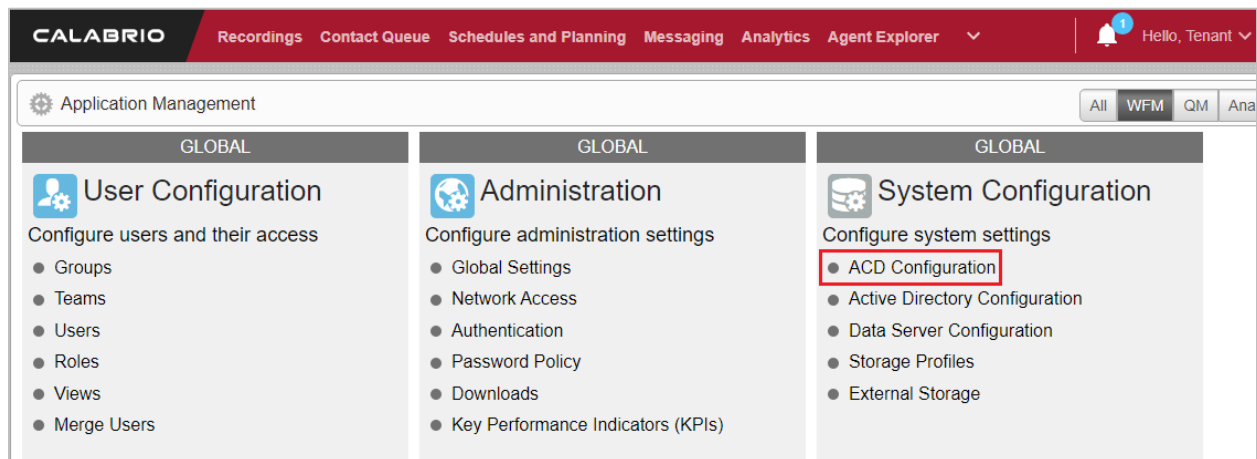 CALABRIO Recordings Contact Queue Schedules and Planning Messaging Analytics Agent Explorer 1 Hello, Tenant
Application Management All WFM QM Ana
GLOBAL
User Configuration
Configure users and their access
Groups
Teams
Users
Roles
Views
Merge Users
GLOBAL
Administration
Configure administration settings
Global Settings
Network Access
Authentication
Password Policy
Downloads
Key Performance Indicators (KPIs)
GLOBAL
System Configuration
Configure system settings
ACD Configuration
Active Directory Configuration
Data Server Configuration
Storage Profiles
External Storage